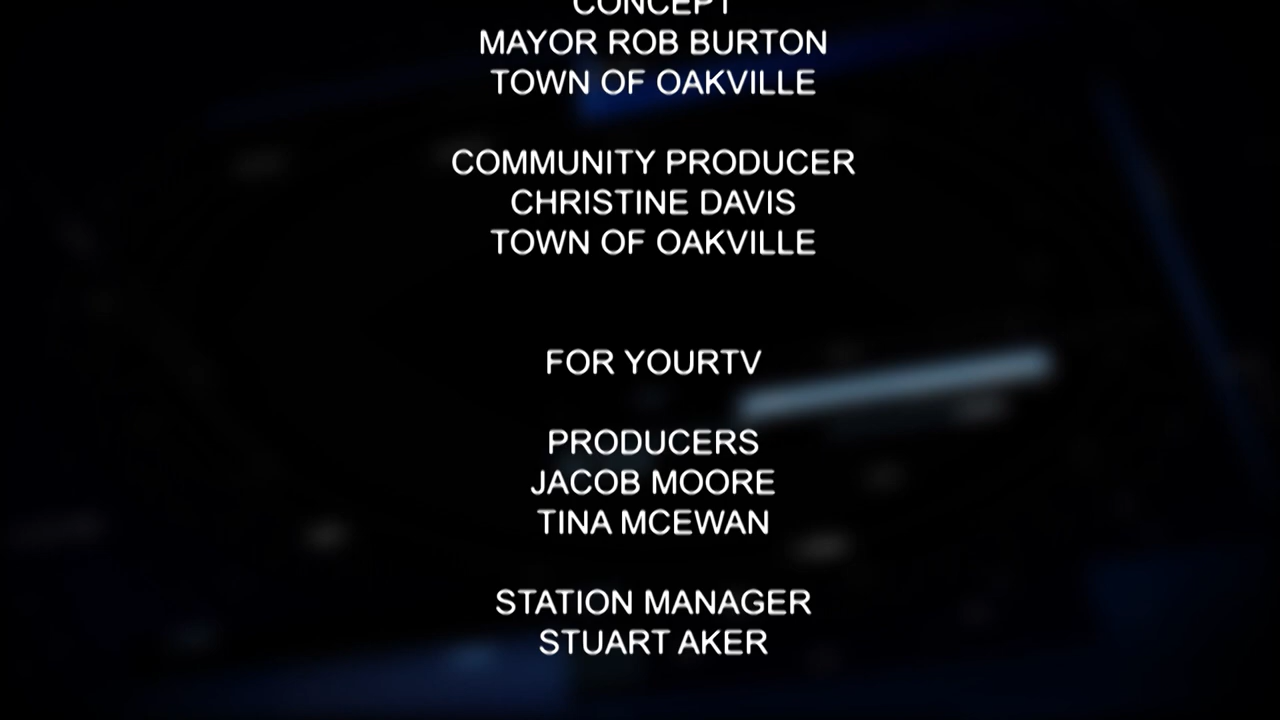 CONCEPT
MAYOR ROB BURTON
TOWN OF OAKVILLE
COMMUNITY PRODUCER
CHRISTINE DAVIS
TOWN OF OAKVILLE
FOR YOURTV
PRODUCERS
JACOB MOORE
TINA MCEWAN
STATION MANAGER
STUART AKER